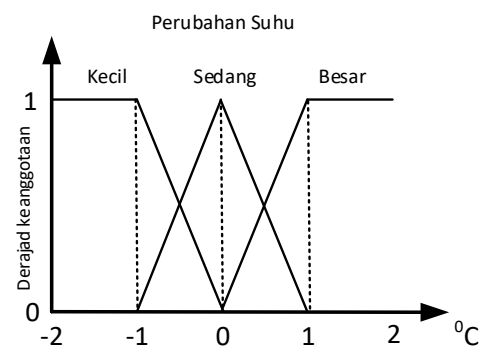 Perubahan Suhu
Kecil Sedang Besar
1
Derajad keanggotaan
0
-2 -1 0 1 2 ⁰C